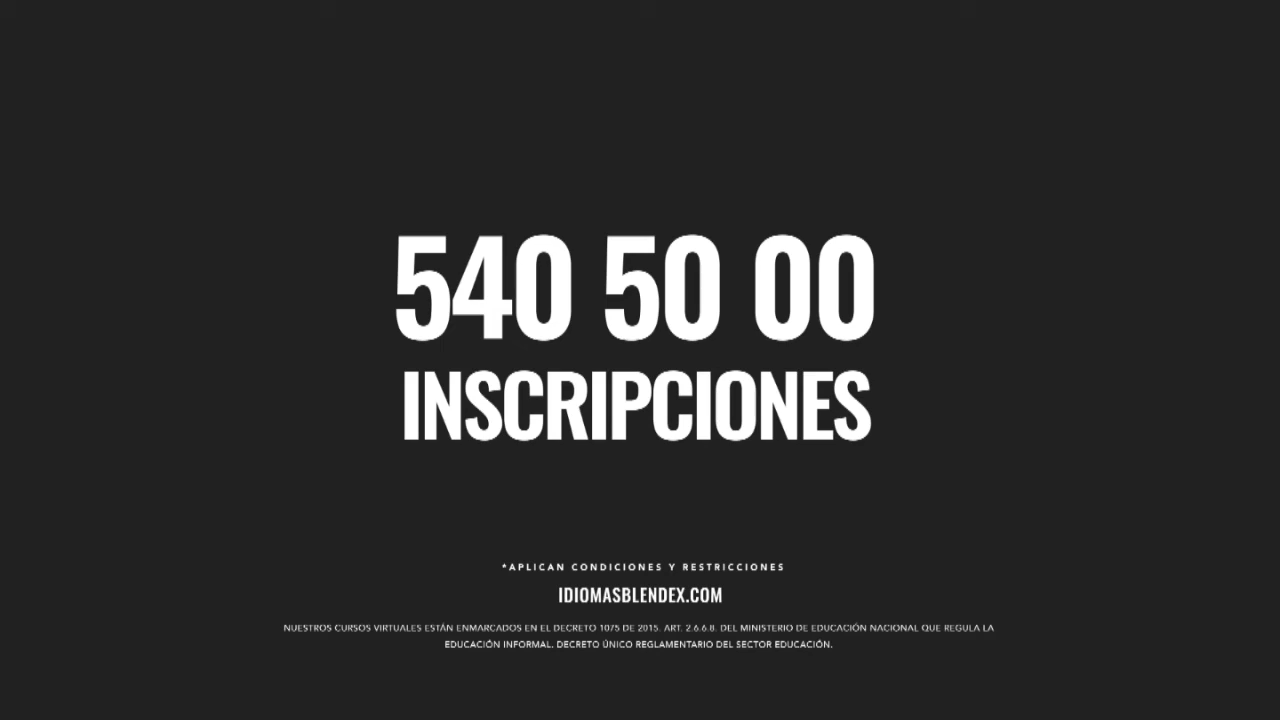 540 50 00
INSCRIPCIONES
*APLICAN CONDICIONES Y RESTRICCIONES
IDIOMASBLENDEX.COM
NUESTROS CURSOS VIRTUALES ESTÁN ENMARCADOS EN EL DECRETO 1075 DE 2015. ART. 2.6.6.8. DEL MINISTERIO DE EDUCACIÓN NACIONAL QUE REGULA LA
EDUCACIÓN INFORMAL. DECRETO ÚNICO REGLAMENTARIO DEL SECTOR EDUCACIÓN.